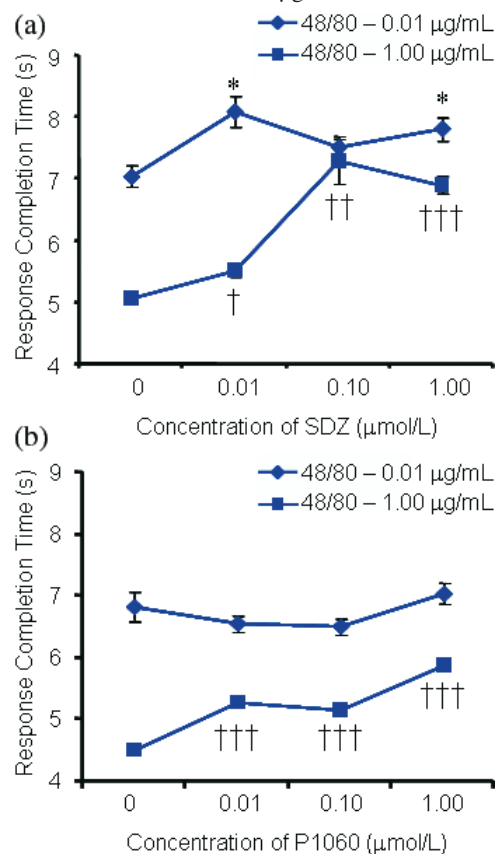 (a)
48/80 – 0.01 μg/mL
48/80 – 1.00 μg/mL
Response Completion Time (s)
9
8
7
6
5
4
*
*
††
†††
†
0 0.01 0.10 1.00
Concentration of SDZ (μmol/L)
(b)
48/80 – 0.01 μg/mL
48/80 – 1.00 μg/mL
Response Completion Time (s)
9
8
7
6
5
4
†††
††† †††
0 0.01 0.10 1.00
Concentration of P1060 (μmol/L)